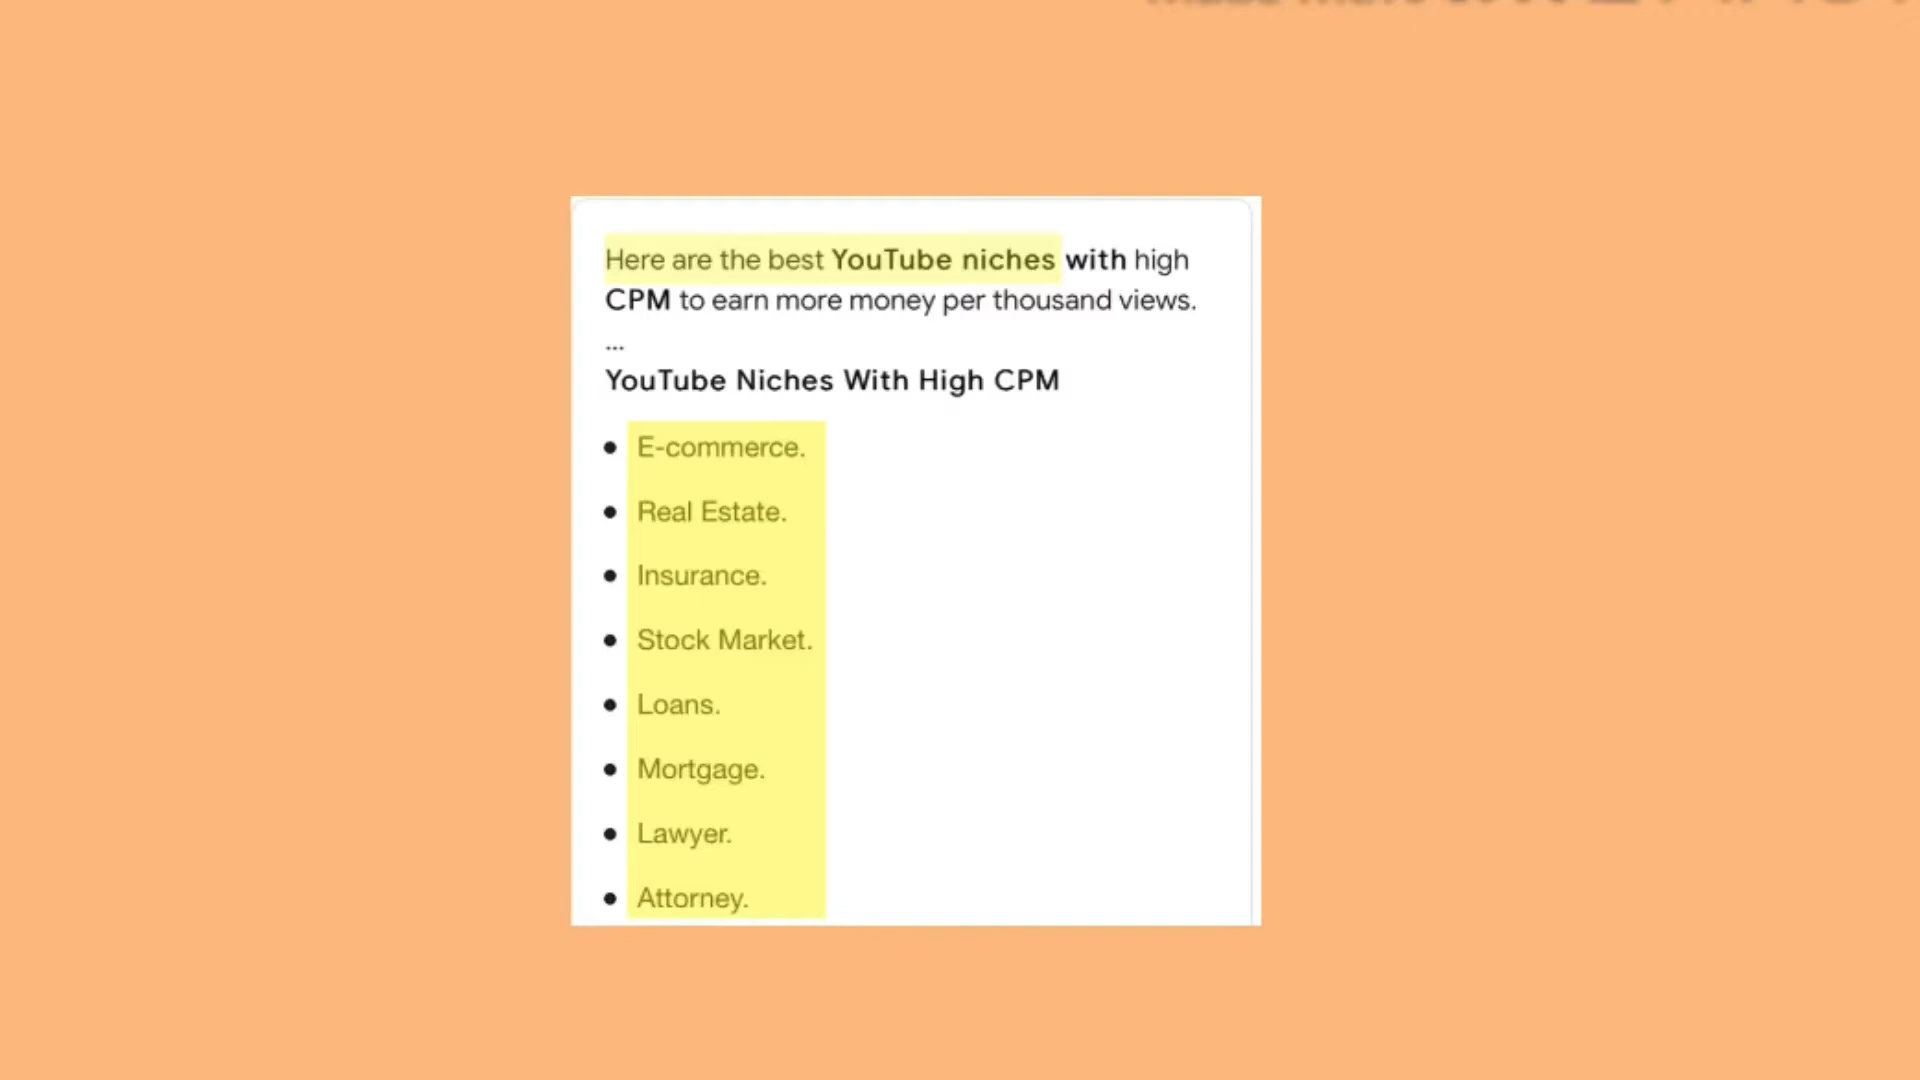 Here are the best YouTube niches with high
CPM to earn more money per thousand views.
...
YouTube Niches With High CPM
• E-commerce.
• Real Estate.
• Insurance.
• Stock Market.
• Loans.
• Mortgage.
• Lawyer.
• Attorney.